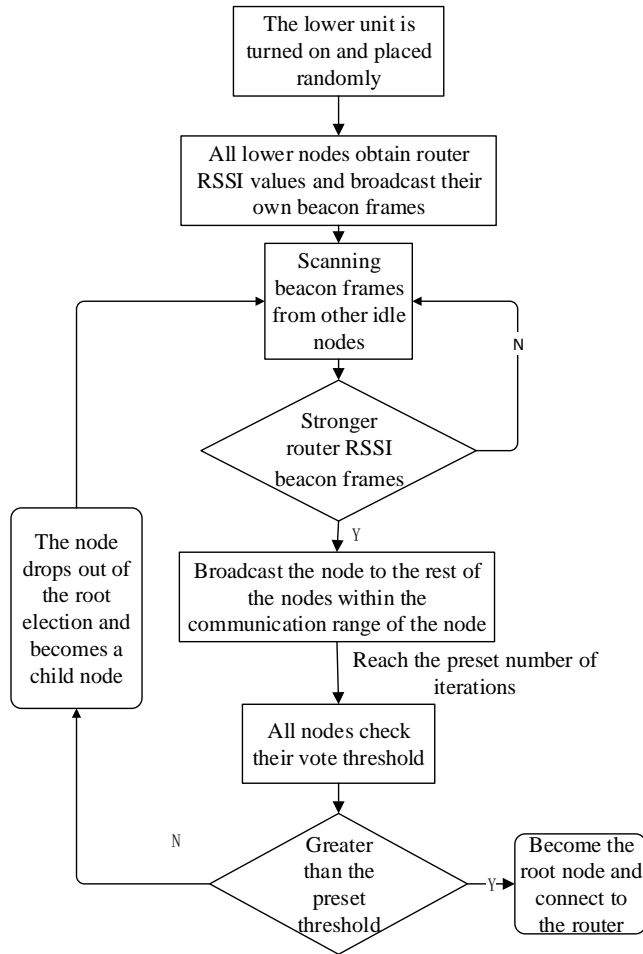 The lower unit is
turned on and placed
randomly
All lower nodes obtain router
RSSI values and broadcast their
own beacon frames
Scanning
beacon frames
from other idle
nodes
N
Stronger
router RSSI
beacon frames
Y
The node
drops out of
the root
election and
becomes a
child node
Broadcast the node to the rest of
the nodes within the
communication range of the node
Reach the preset number of
iterations
All nodes check
their vote threshold
N
Greater
than the
preset
threshold
Y
Become the
root node and
connect to
the router